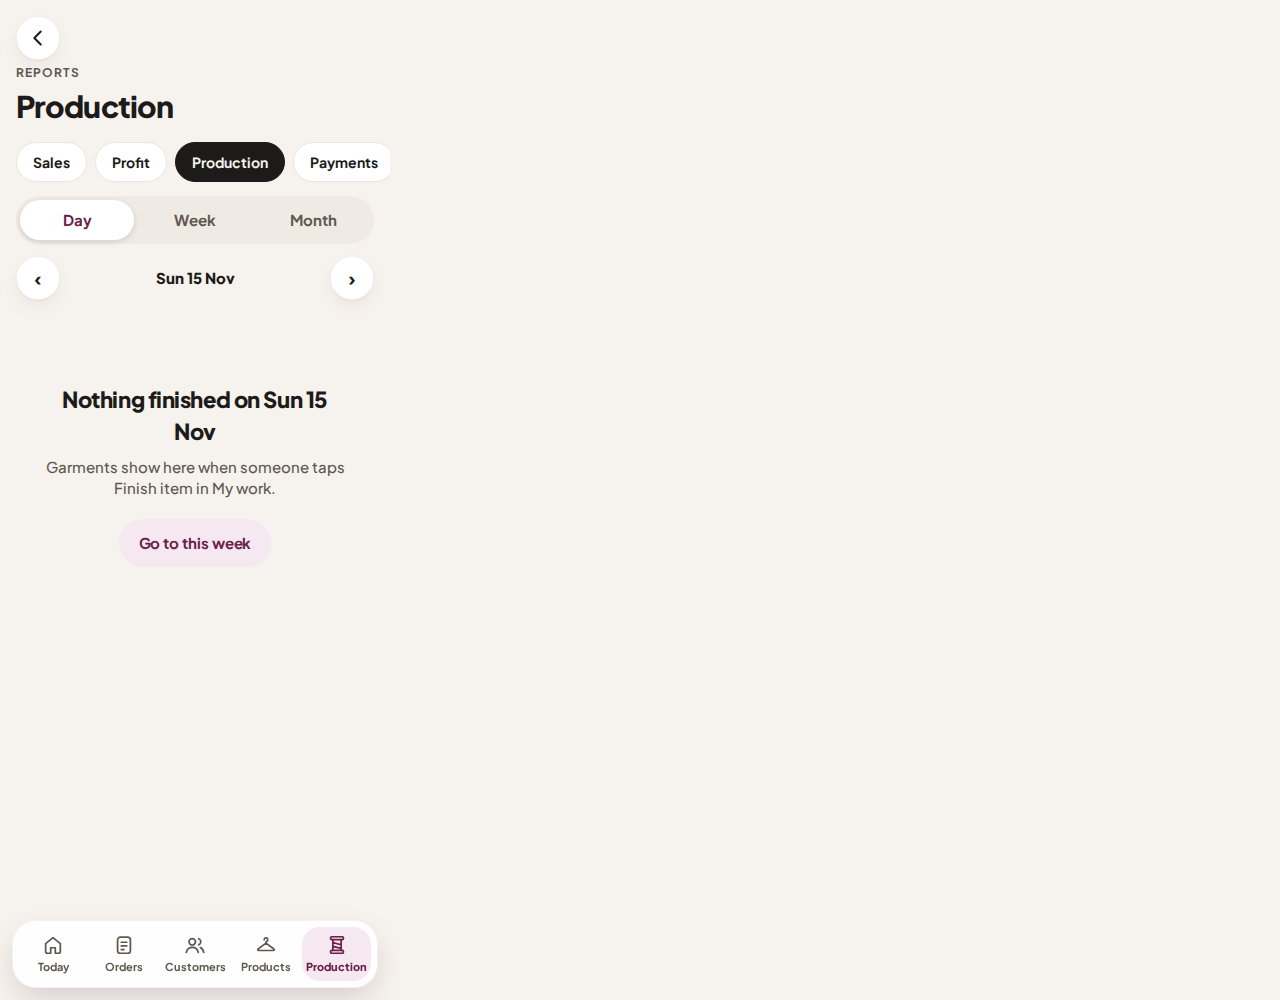 REPORTS
Production
Sales
Profit
Production
Payments
Day
Week
Month
‹
Sun 15 Nov
›
Nothing finished on Sun 15
Nov
Garments show here when someone taps
Finish item in My work.
Go to this week
Today
Orders
Customers
Products
Production